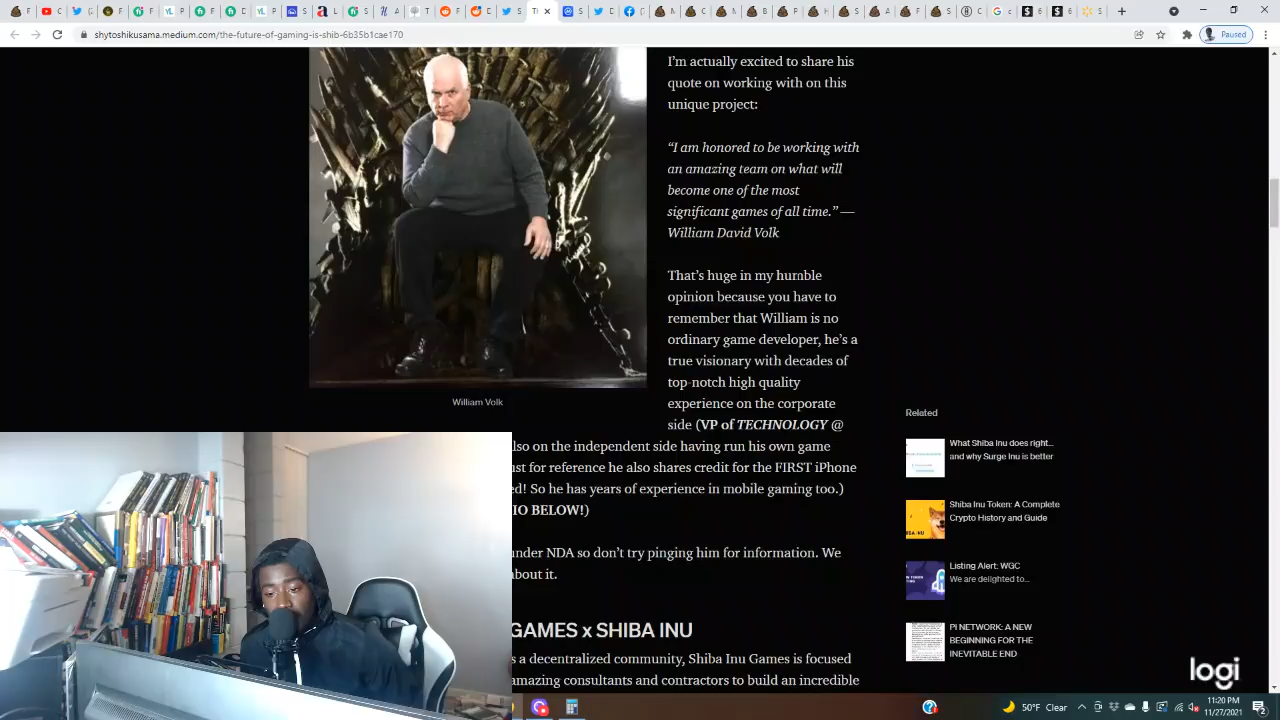 Paused
shytoshikusama.medium.com/the-future-of-gaming-is-shib-6b35b1cae170
I'm actually excited to share his
quote on working with on this
unique project:
“I am honored to be working with
an amazing team on what will
become one of the most
significant games of all time.” —
William David Volk
That's huge in my humble
opinion because you have to
remember that William is no
ordinary game developer, he's a
true visionary with decades of
top-notch high quality
experience on the corporate
side (VP of TECHNOLOGY @
William Volk
lso on the independent side having run his own game
ust for reference he also shares credit for the FIRST iPhone
ed! So he has years of experience in mobile gaming too.)
IO BELOW!)
under NDA so don't try pinging him for information. We
about it.
GAMES x SHIBA INU
s a decentralized community, Shiba Inu Games is focused
amazing consultants and contractors to build an incredible
Related
What Shiba Inu does right...
and why Surge Inu is better
Shiba Inu Token: A Complete
Crypto History and Guide
Listing Alert: WGC
We are delighted to...
PI NETWORK: A NEW
BEGINNING FOR THE
INEVITABLE END
logi
50°F Clear
11:20 PM
11/27/2021